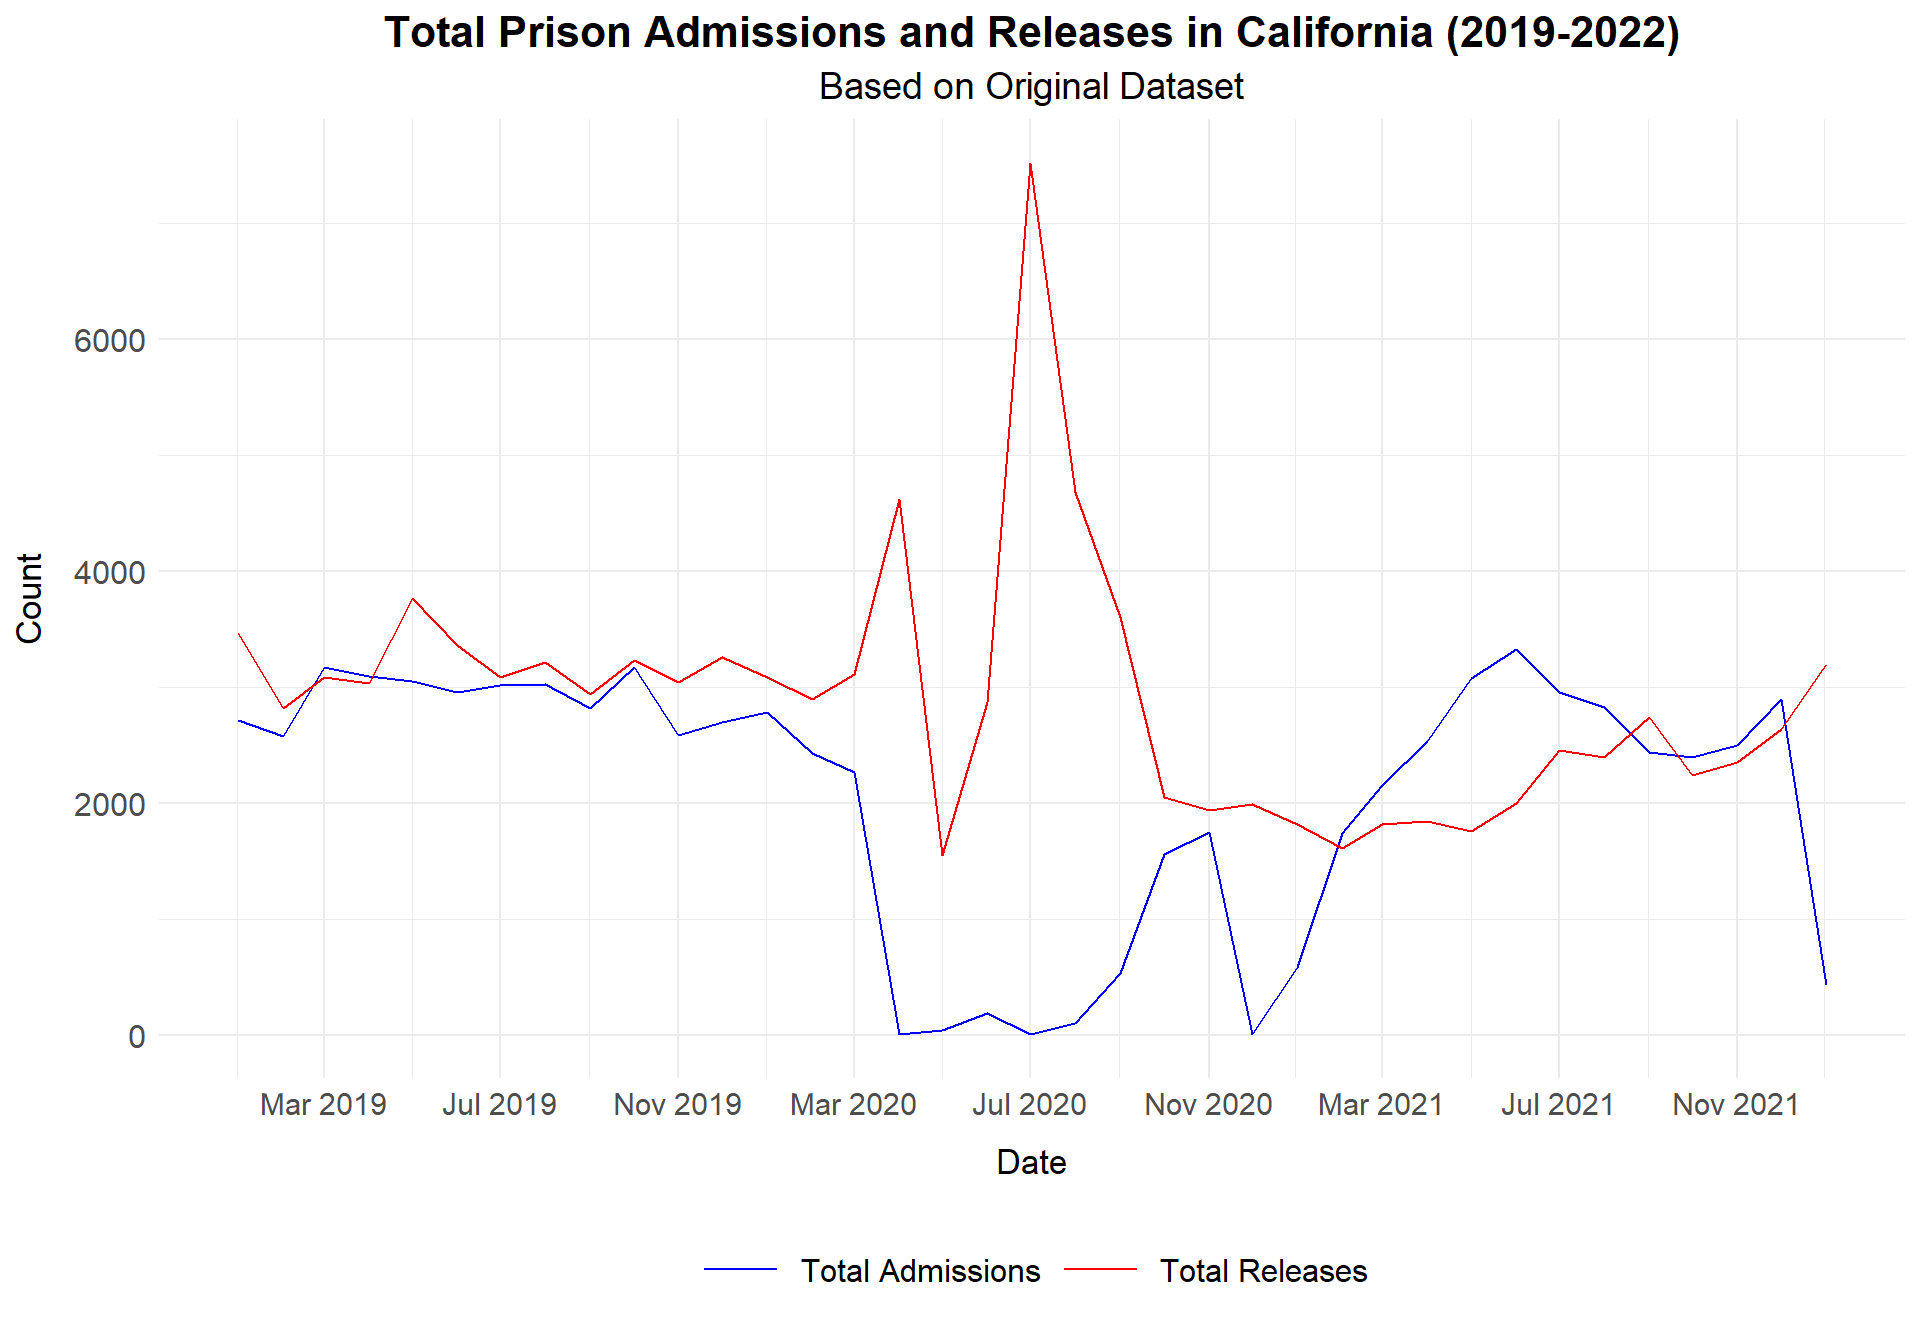 Total Prison Admissions and Releases in California (2019-2022)
Based on Original Dataset
6000
4000
2000
0
Count
Mar 2019 Jul 2019 Nov 2019 Mar 2020 Jul 2020 Nov 2020 Mar 2021 Jul 2021 Nov 2021
Date
Total Admissions Total Releases